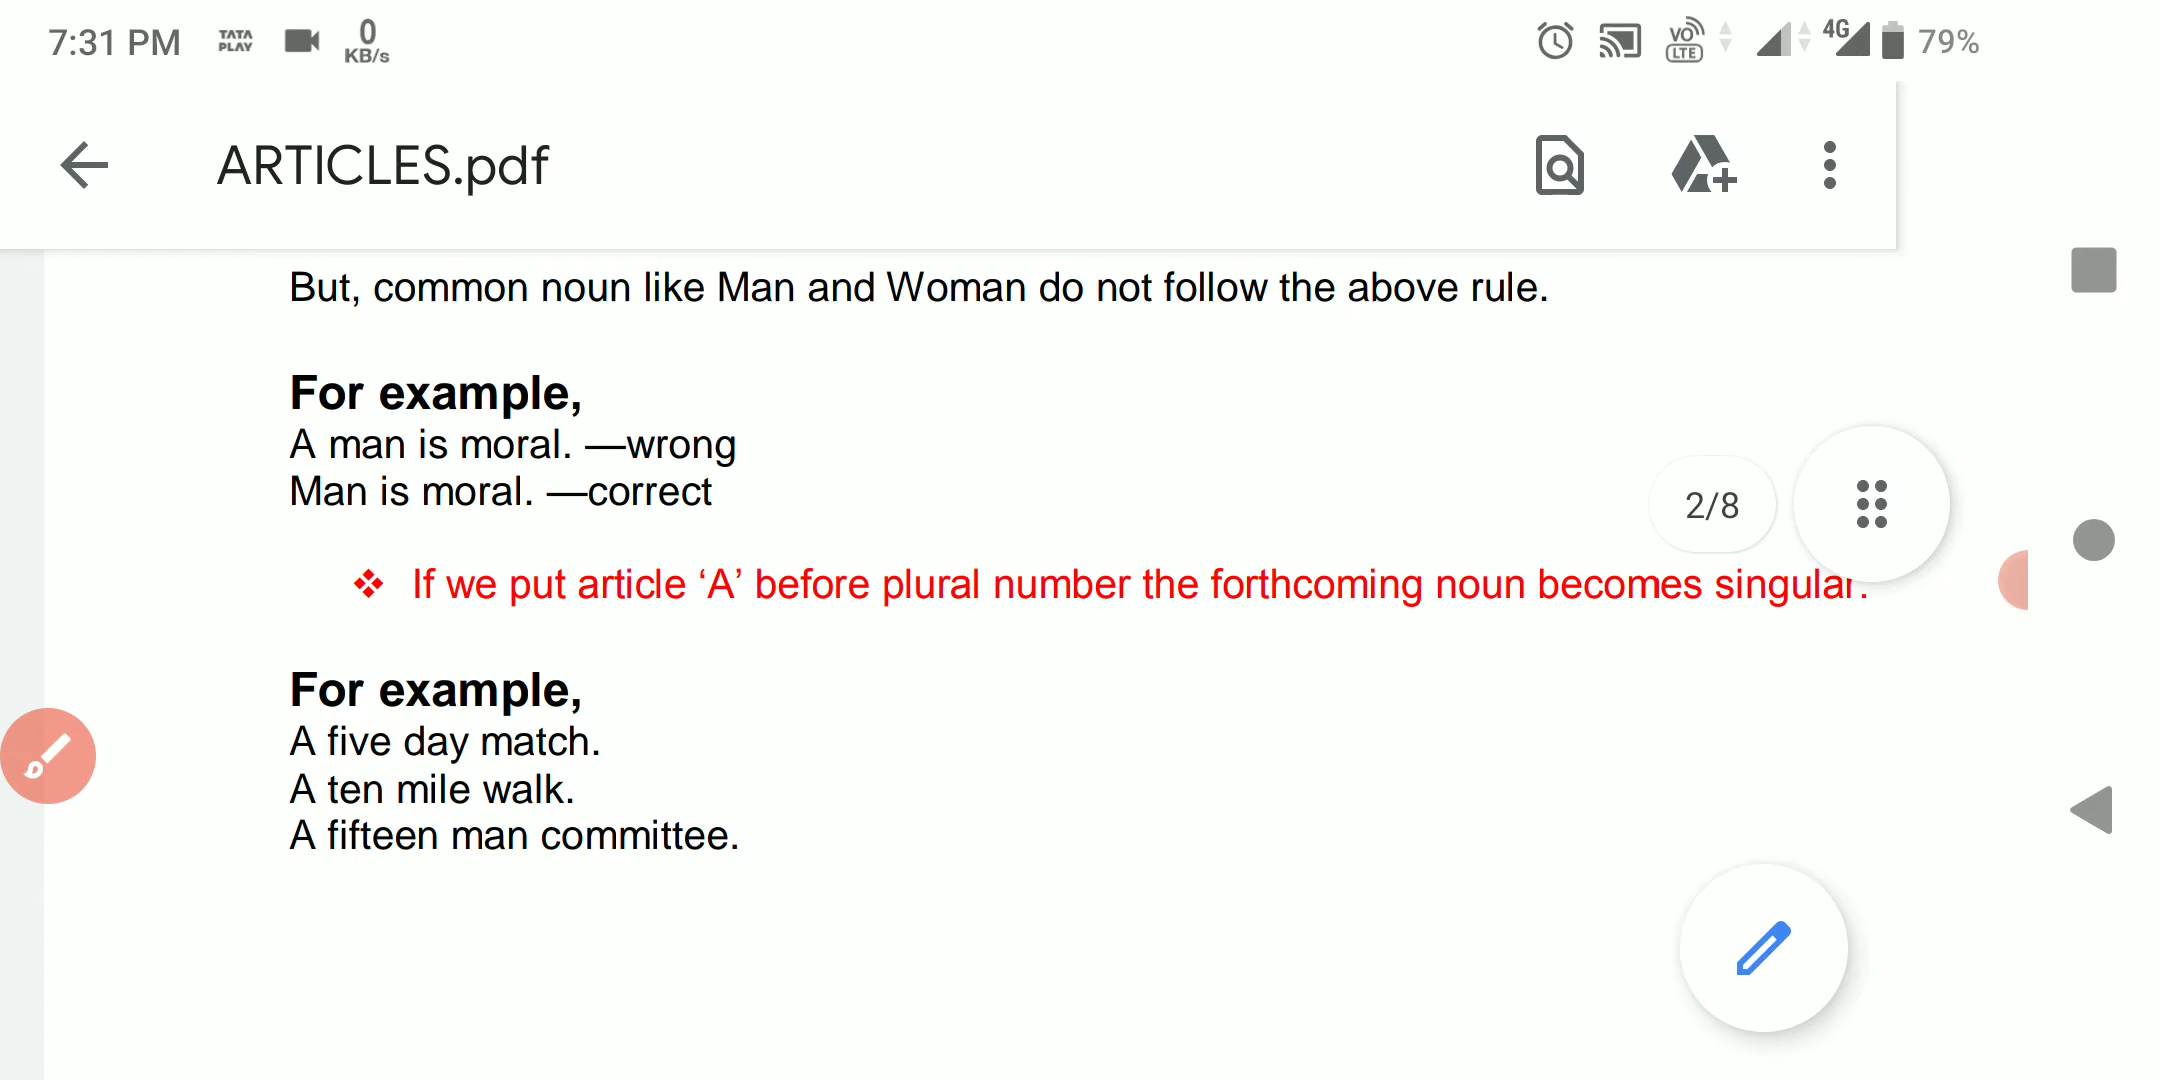 7:31 PM TATA PLAY 0 KB/s VO LTE 4G 79%
ARTICLES.pdf
But, common noun like Man and Woman do not follow the above rule.
For example,
A man is moral. —wrong
Man is moral. —correct
2/8
❖ If we put article ‘A’ before plural number the forthcoming noun becomes singular.
For example,
A five day match.
A ten mile walk.
A fifteen man committee.